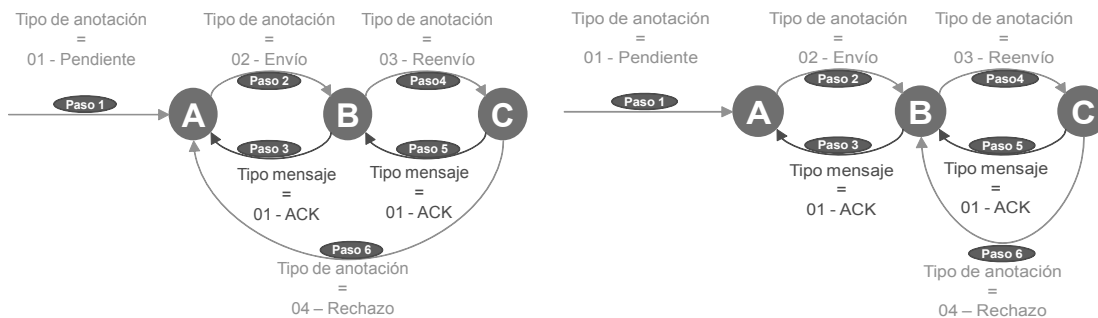 Tipo de anotación
=
01 - Pendiente
Tipo de anotación
=
02 - Envío
Tipo de anotación
=
03 - Reenvío
Paso 1
Paso 2
Paso4
A
B
C
Paso 3
Paso 5
Tipo mensaje
=
01 - ACK
Tipo mensaje
=
01 - ACK
Paso 6
Tipo de anotación
=
04 – Rechazo
Tipo de anotación
=
01 - Pendiente
Tipo de anotación
=
02 - Envío
Tipo de anotación
=
03 - Reenvío
Paso 1
Paso 2
Paso4
A
B
C
Paso 3
Paso 5
Tipo mensaje
=
01 - ACK
Tipo mensaje
=
01 - ACK
Paso 6
Tipo de anotación
=
04 – Rechazo